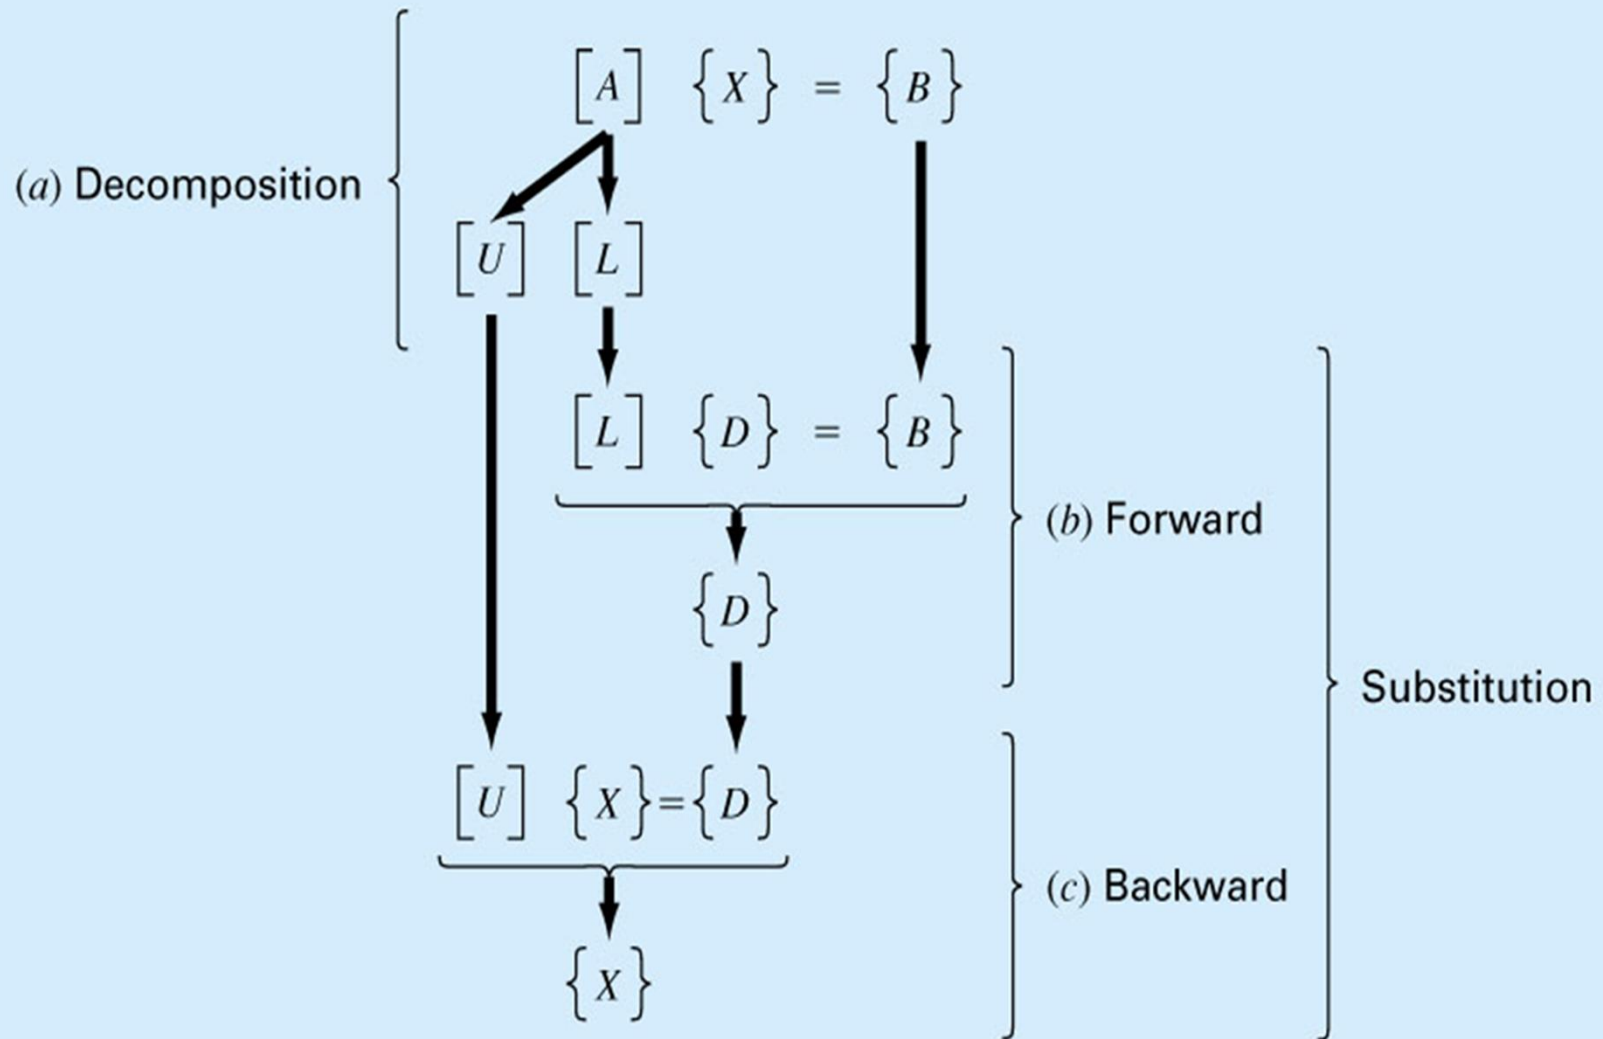 [A] {X} = {B}
(a) Decomposition
[U] [L]
[L] {D} = {B}
(b) Forward
{D}
Substitution
[U] {X}={D}
(c) Backward
{X}